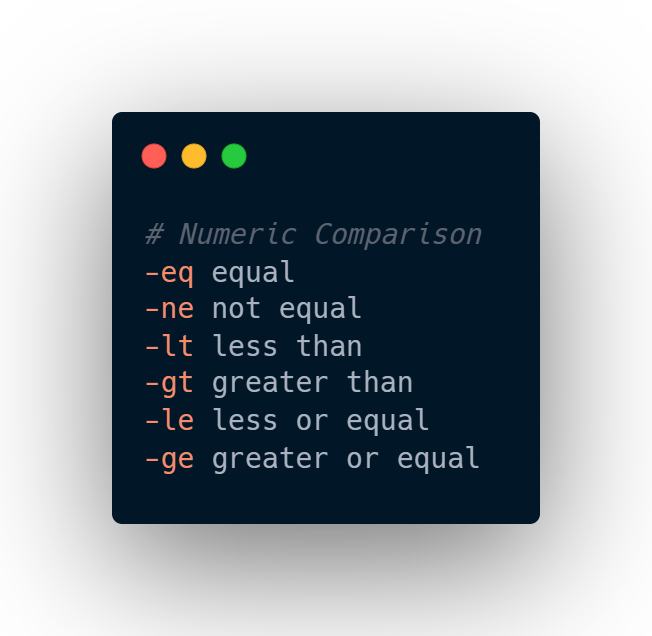 # Numeric Comparison
-eq equal
-ne not equal
-lt less than
-gt greater than
-le less or equal
-ge greater or equal